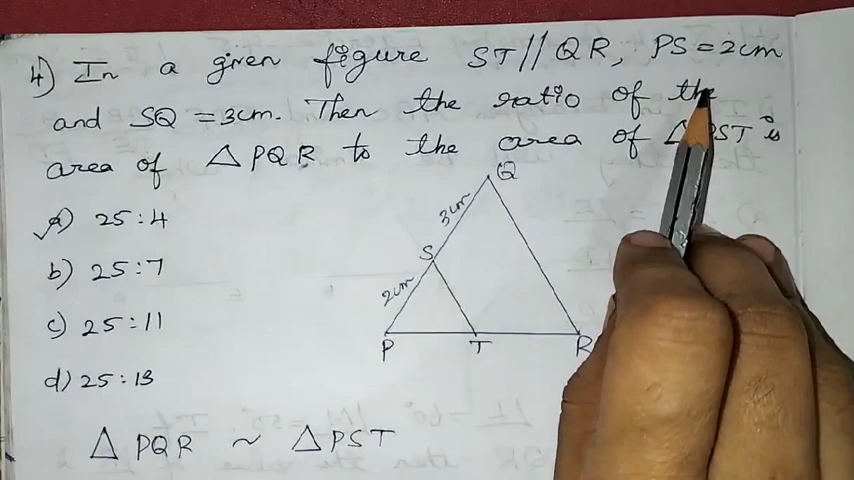 4) In a given figure ST//QR, PS=2cm
and SQ=3cm. Then the ratio of the
area of △PQR to the area of △PST is
a) 25:4
b) 25:7
c) 25:11
d) 25:13
Q
3cm
S
2cm
P T R
△PQR ~ △PST